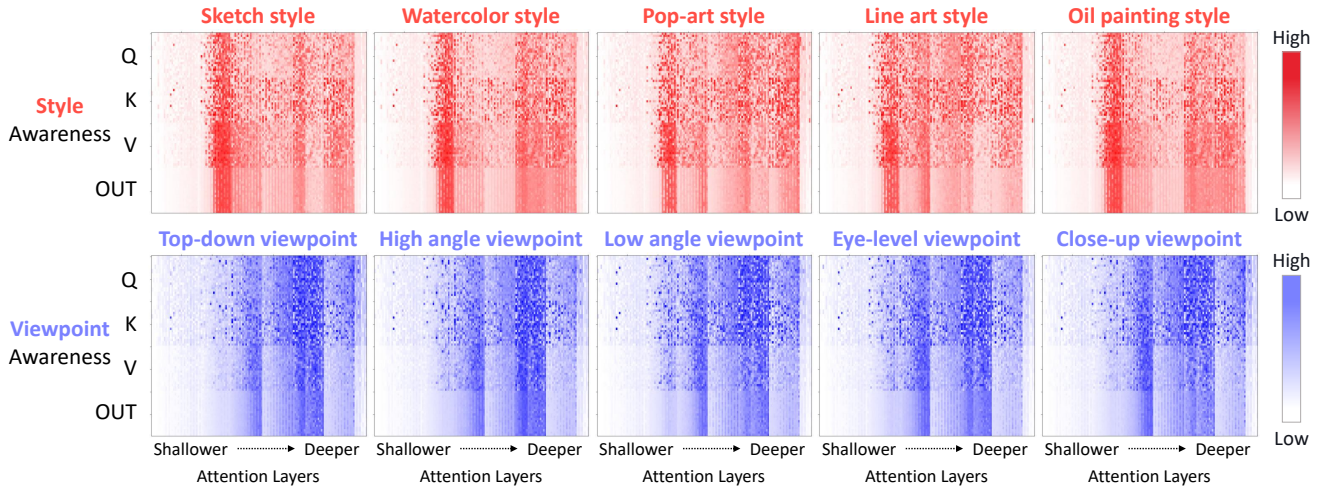 Sketch style Watercolor style Pop-art style Line art style Oil painting style
High
Q
K
Style
Awareness
V
OUT
Low
Top-down viewpoint High angle viewpoint Low angle viewpoint Eye-level viewpoint Close-up viewpoint
High
Q
K
Viewpoint
Awareness
V
OUT
Low
Shallower Deeper Shallower Deeper Shallower Deeper Shallower Deeper Shallower Deeper
Attention Layers Attention Layers Attention Layers Attention Layers Attention Layers